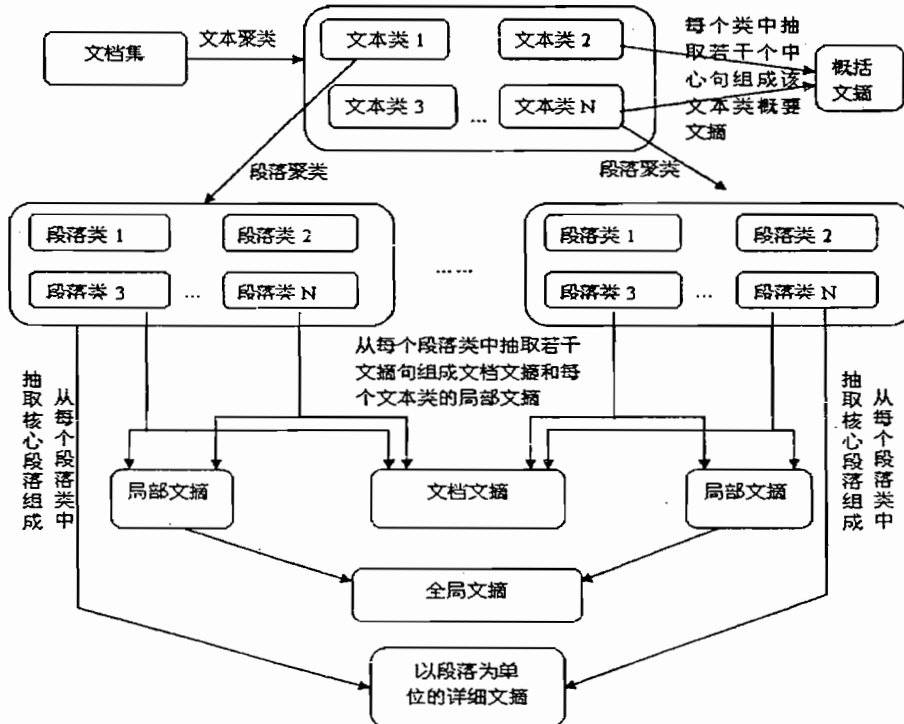 文档集
文本聚类
文本类 1
文本类 2
文本类 3
...
文本类 N
每个类中抽
取若干个中
心句组成该
文本类概要
文摘
概括
文摘
段落聚类
段落聚类
段落类 1
段落类 2
段落类 3
...
段落类 N
……
段落类 1
段落类 2
段落类 3
...
段落类 N
从每个段落类中抽取若干
文摘句组成文档文摘和每
个文本类的局部文摘
从每个段落类中
抽取核心段落组成
从每个段落类中
抽取核心段落组成
局部文摘
文档文摘
局部文摘
全局文摘
以段落为单
位的详细文摘